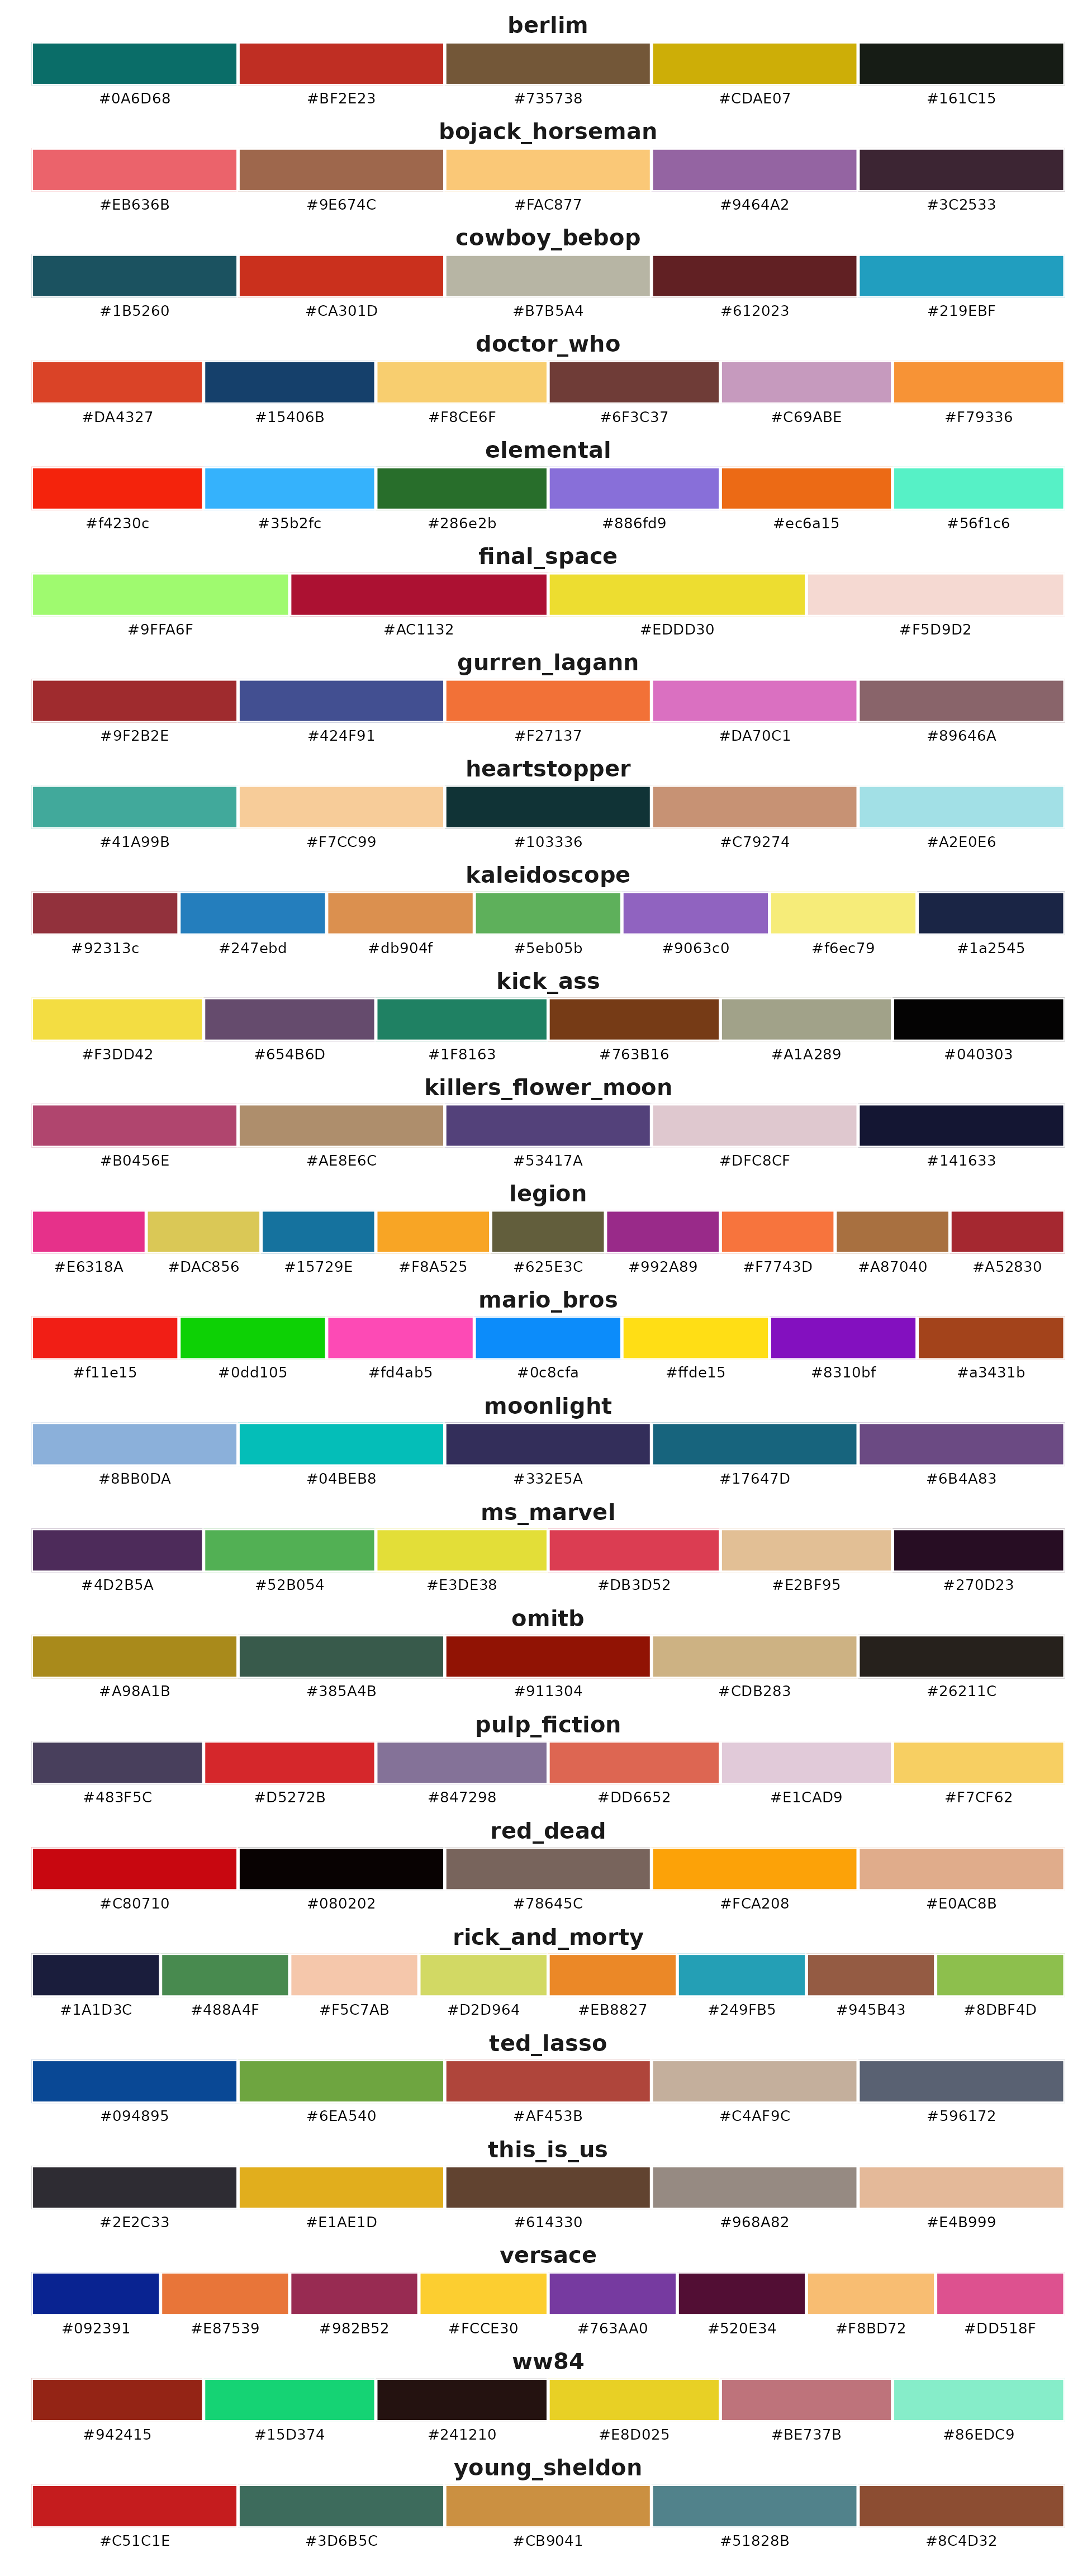 berlim
#0A6D68 #BF2E23 #735738 #CDAE07 #161C15
bojack_horseman
#EB636B #9E674C #FAC877 #9464A2 #3C2533
cowboy_bebop
#1B5260 #CA301D #B7B5A4 #612023 #219EBF
doctor_who
#DA4327 #15406B #F8CE6F #6F3C37 #C69ABE #F79336
elemental
#f4230c #35b2fc #286e2b #886fd9 #ec6a15 #56f1c6
final_space
#9FFA6F #AC1132 #EDDD30 #F5D9D2
gurren_lagann
#9F2B2E #424F91 #F27137 #DA70C1 #89646A
heartstopper
#41A99B #F7CC99 #103336 #C79274 #A2E0E6
kaleidoscope
#92313c #247ebd #db904f #5eb05b #9063c0 #f6ec79 #1a2545
kick_ass
#F3DD42 #654B6D #1F8163 #763B16 #A1A289 #040303
killers_flower_moon
#B0456E #AE8E6C #53417A #DFC8CF #141633
legion
#E6318A #DAC856 #15729E #F8A525 #625E3C #992A89 #F7743D #A87040 #A52830
mario_bros
#f11e15 #0dd105 #fd4ab5 #0c8cfa #ffde15 #8310bf #a3431b
moonlight
#8BB0DA #04BEB8 #332E5A #17647D #6B4A83
ms_marvel
#4D2B5A #52B054 #E3DE38 #DB3D52 #E2BF95 #270D23
omitb
#A98A1B #385A4B #911304 #CDB283 #26211C
pulp_fiction
#483F5C #D5272B #847298 #DD6652 #E1CAD9 #F7CF62
red_dead
#C80710 #080202 #78645C #FCA208 #E0AC8B
rick_and_morty
#1A1D3C #488A4F #F5C7AB #D2D964 #EB8827 #249FB5 #945B43 #8DBF4D
ted_lasso
#094895 #6EA540 #AF453B #C4AF9C #596172
this_is_us
#2E2C33 #E1AE1D #614330 #968A82 #E4B999
versace
#092391 #E87539 #982B52 #FCCE30 #763AA0 #520E34 #F8BD72 #DD518F
ww84
#942415 #15D374 #241210 #E8D025 #BE737B #86EDC9
young_sheldon
#C51C1E #3D6B5C #CB9041 #51828B #8C4D32